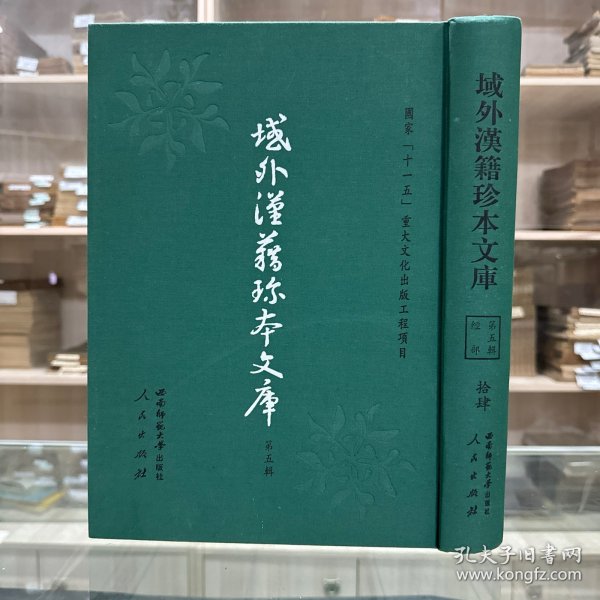 國家「十一五」重大文化出版工程項目
域外漢籍珍本文庫
第五輯
西南師範大學出版社
人民出版社
域外漢籍珍本文庫
第五輯
經部
拾肆
西南師範大學出版社
人民出版社
孔夫子旧书网
www.kongfz.com